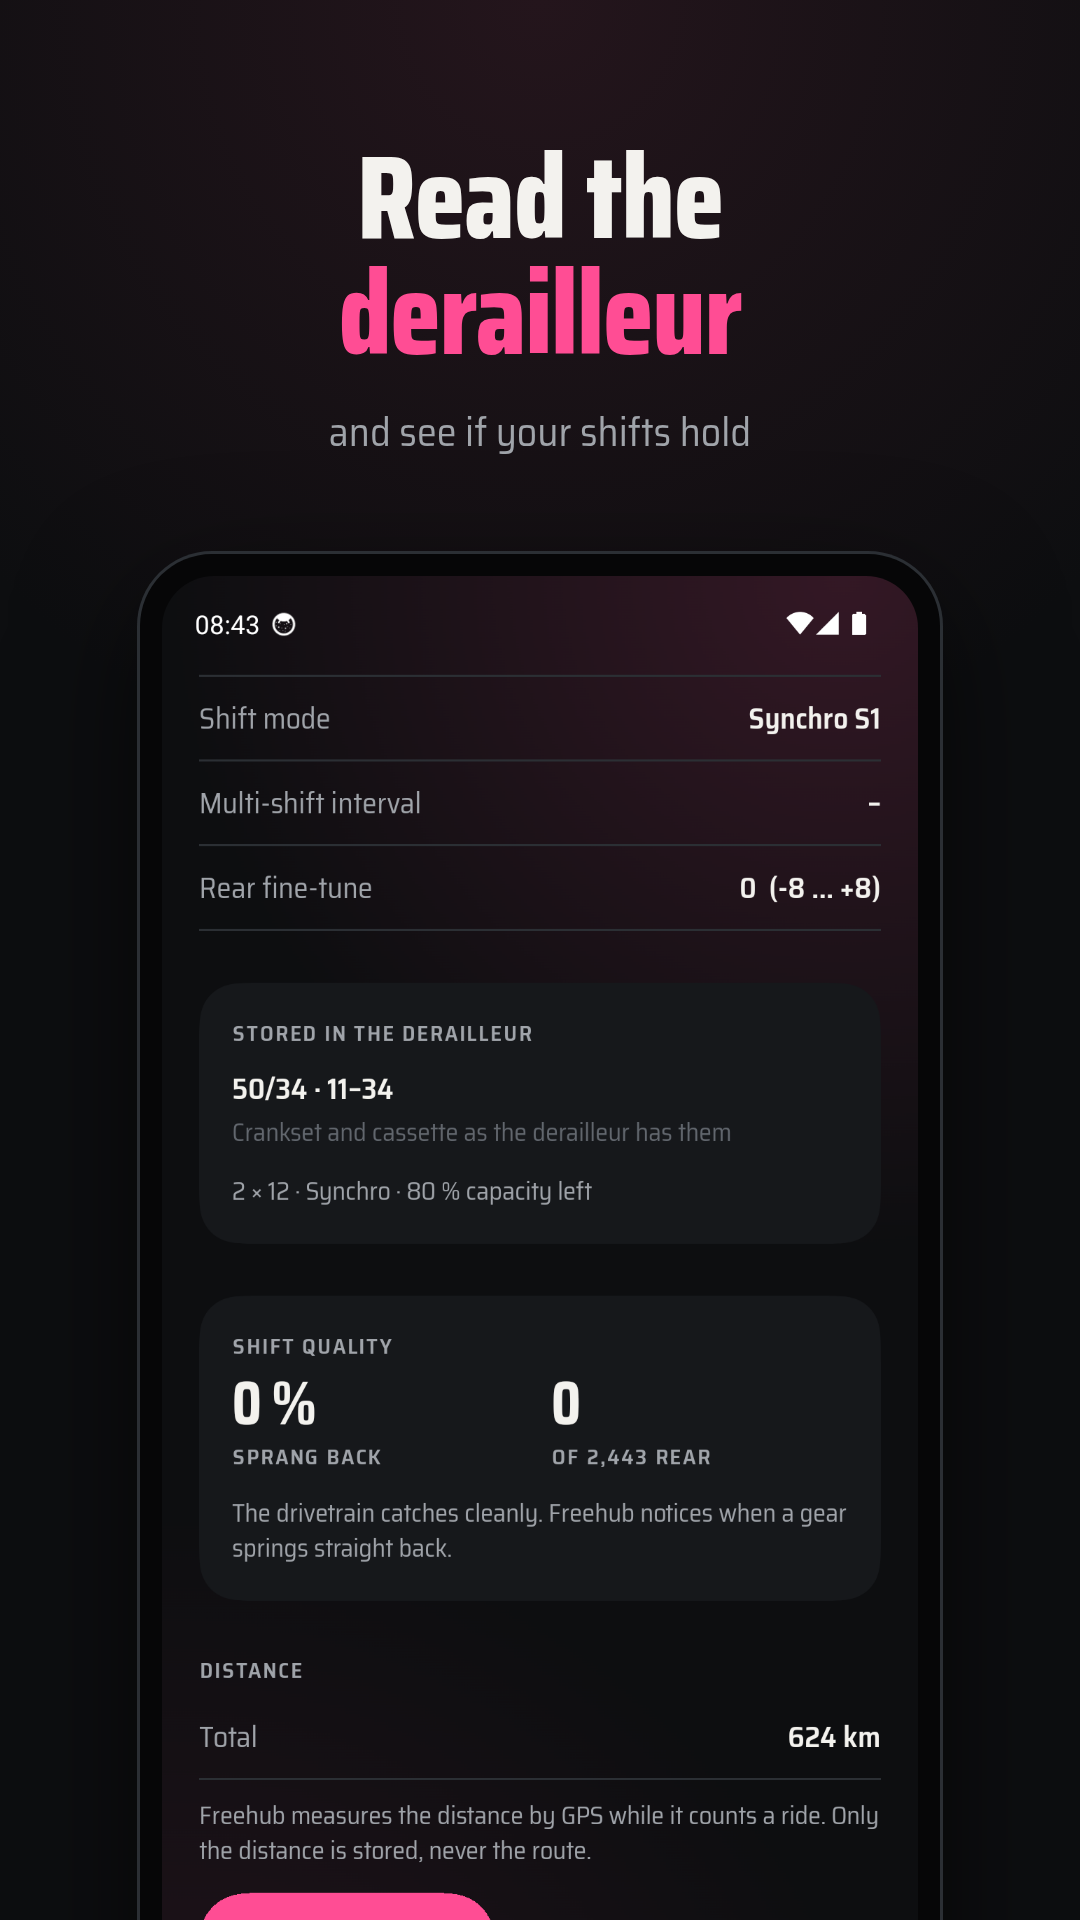 Read the
derailleur
and see if your shifts hold
08:43
Shift mode Synchro S1
Multi-shift interval –
Rear fine-tune 0 (-8 ... +8)
STORED IN THE DERAILLEUR
50/34 · 11–34
Crankset and cassette as the derailleur has them
2 × 12 · Synchro · 80 % capacity left
SHIFT QUALITY
0 % 0
SPRANG BACK OF 2,443 REAR
The drivetrain catches cleanly. Freehub notices when a gear
springs straight back.
DISTANCE
Total 624 km
Freehub measures the distance by GPS while it counts a ride. Only
the distance is stored, never the route.